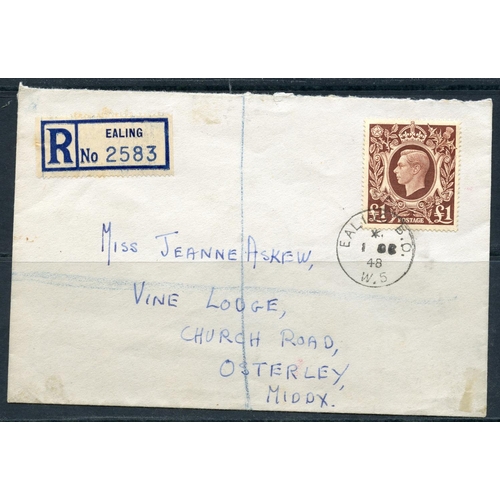 EALING
R No 2583
£1 POSTAGE £1
EALING B.O.
*
1
48
W.5
MISS JEANNE ASKEW,
VINE LODGE,
CHURCH ROAD,
OSTERLEY,
MIDDX.